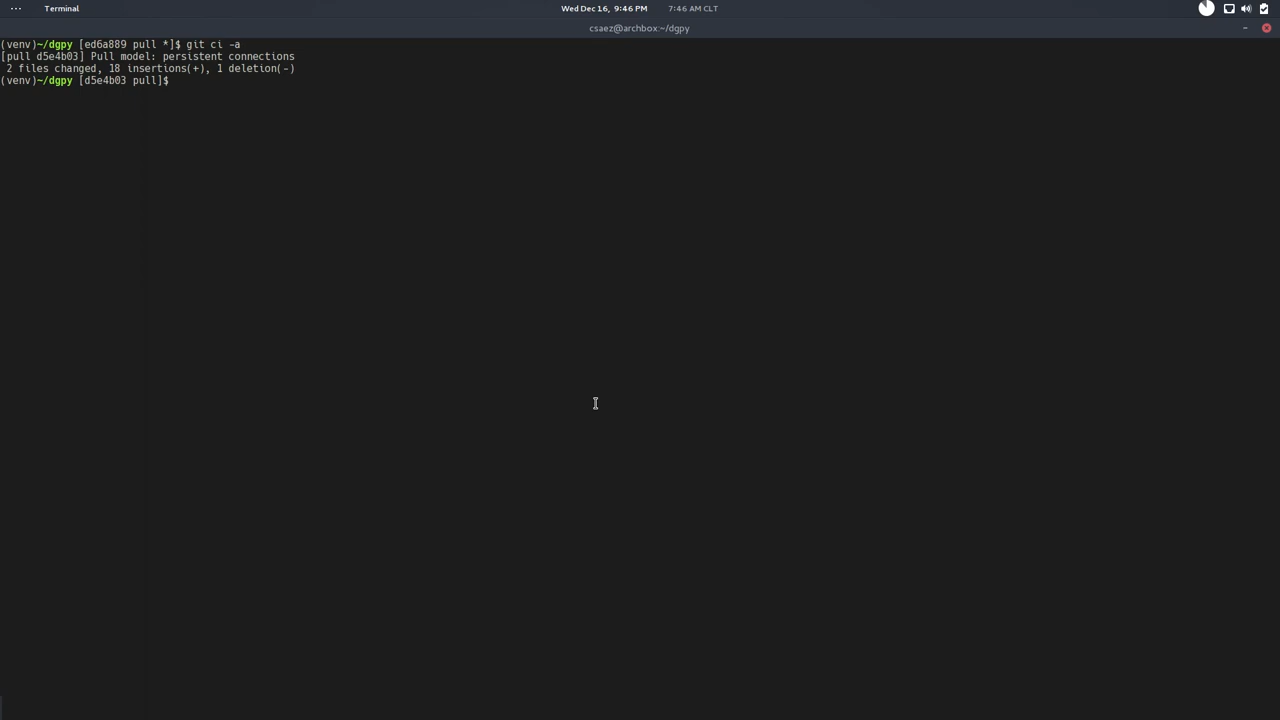 ··· Terminal Wed Dec 16, 9:46 PM 7:46 AM CLT
csaez@archbox:~/dgpy
(venv)~/dgpy [ed6a889 pull *]$ git ci -a
[pull d5e4b03] Pull model: persistent connections
2 files changed, 18 insertions(+), 1 deletion(-)
(venv)~/dgpy [d5e4b03 pull]$